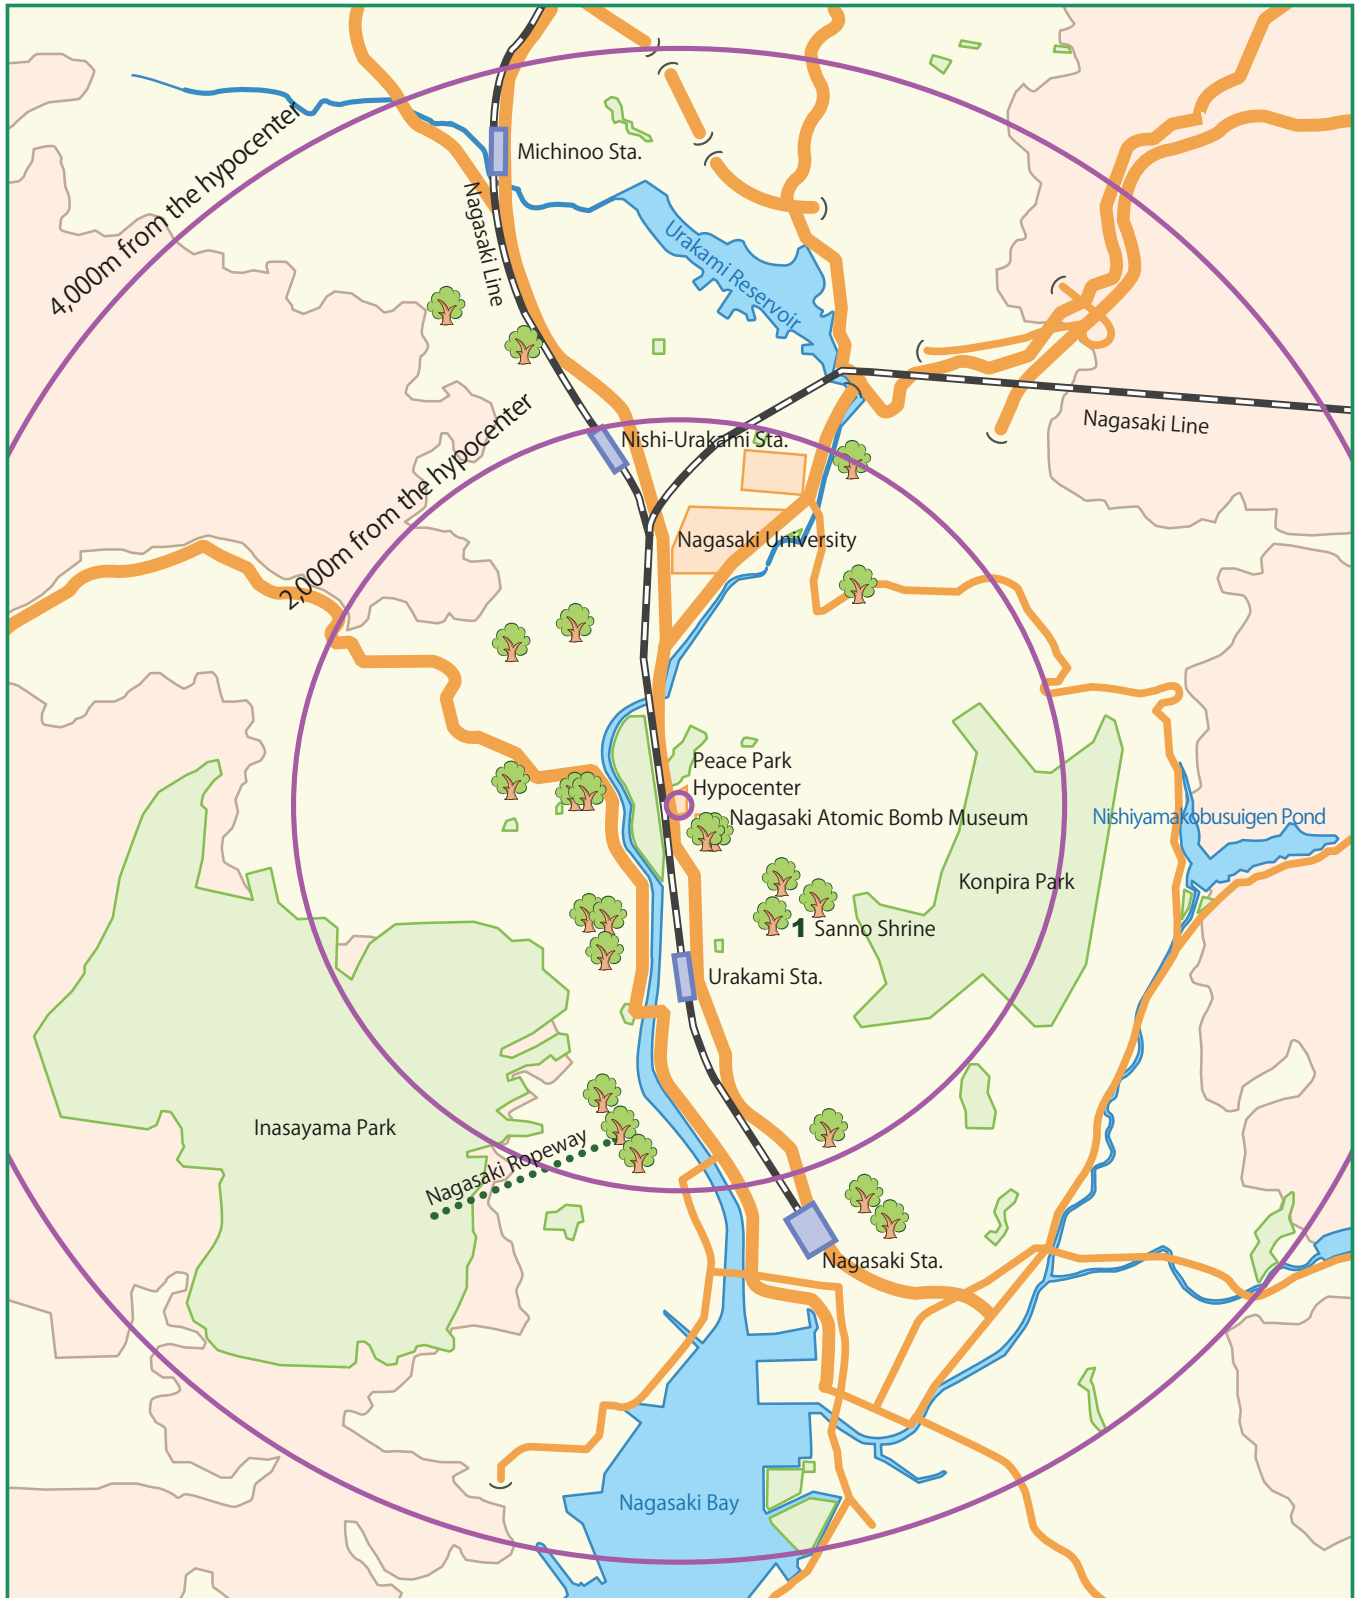 Michinoo Sta.
4,000m from the hypocenter
Nagasaki Line
Urakami Reservoir
Nagasaki Line
2,000m from the hypocenter
Nishi-Urakami Sta.
Nagasaki University
Peace Park
Hypocenter
Nagasaki Atomic Bomb Museum
Nishiyamakobusuigen Pond
Konpira Park
1 Sanno Shrine
Urakami Sta.
Inasayama Park
Nagasaki Ropeway
Nagasaki Sta.
Nagasaki Bay